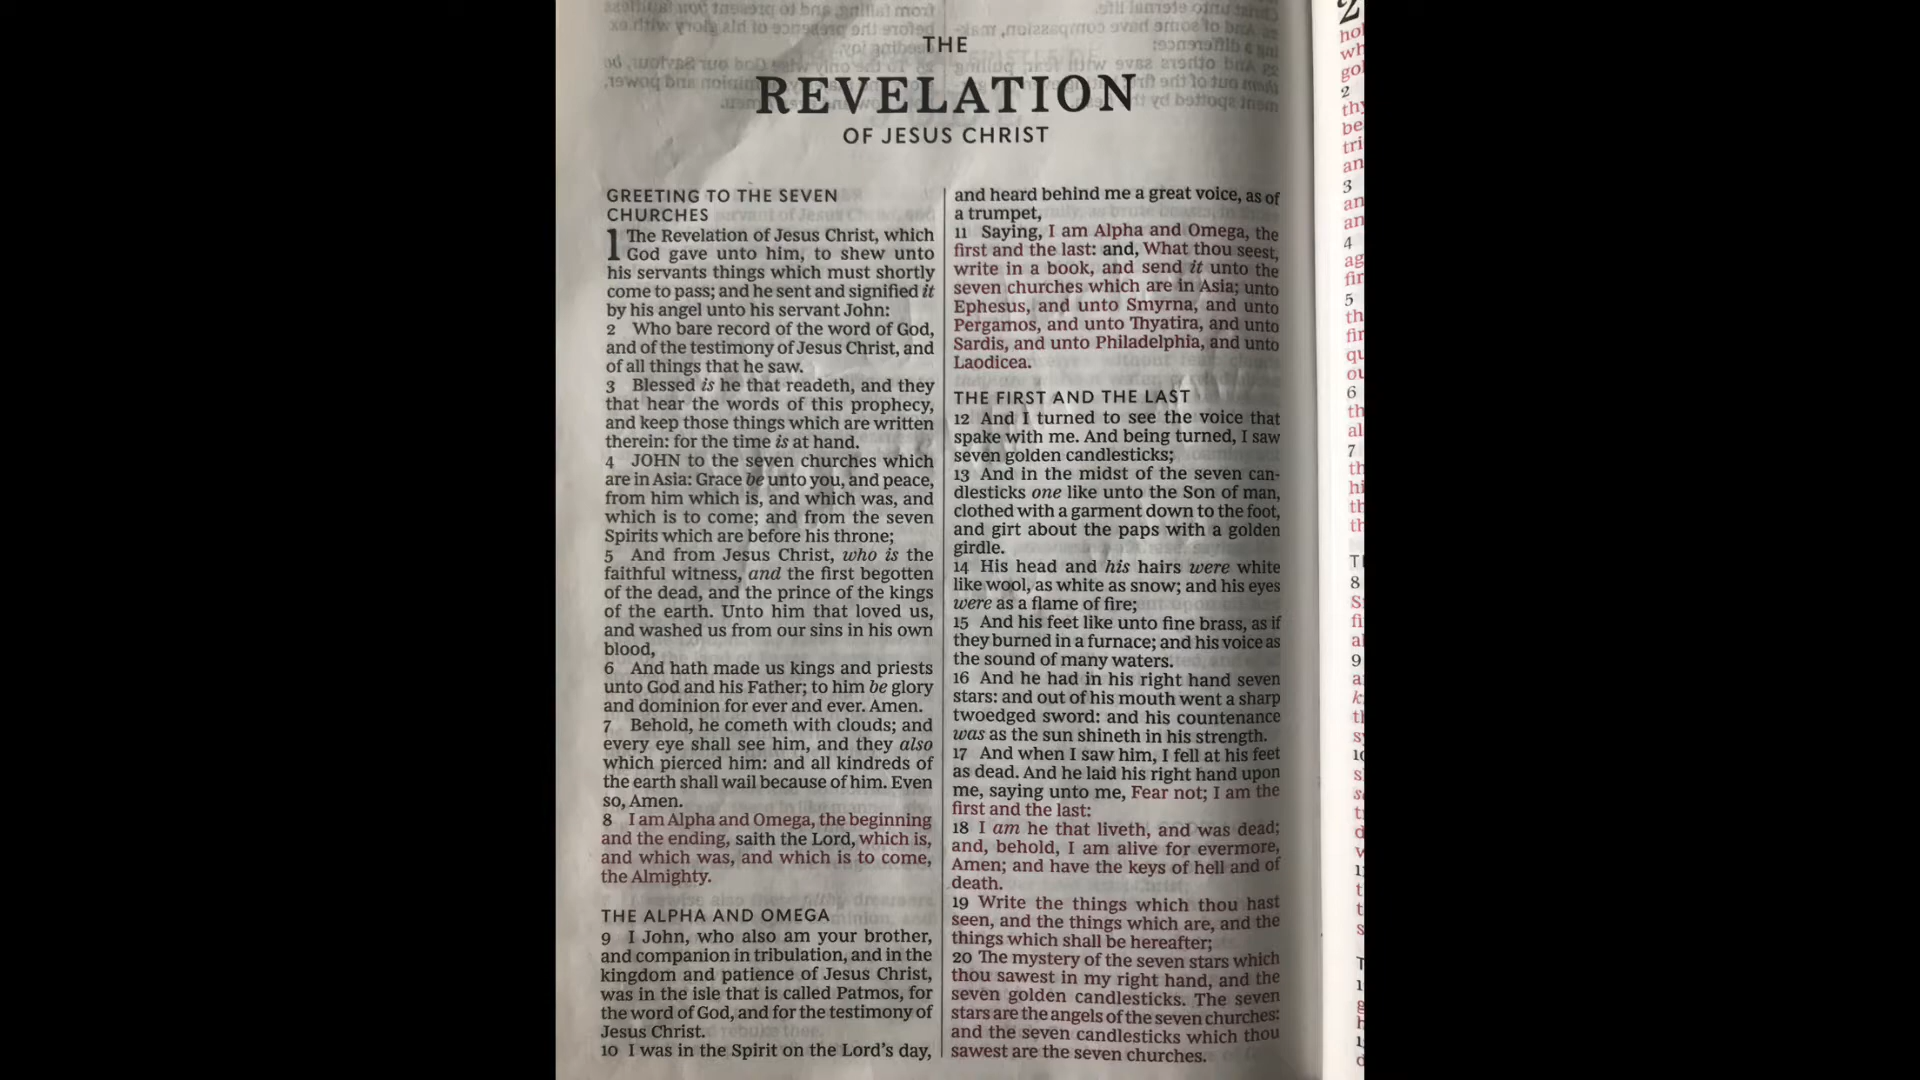 THE
REVELATION
OF JESUS CHRIST
GREETING TO THE SEVEN
CHURCHES
1 The Revelation of Jesus Christ, which
God gave unto him, to shew unto
his servants things which must shortly
come to pass; and he sent and signified it
by his angel unto his servant John:
2 Who bare record of the word of God,
and of the testimony of Jesus Christ, and
of all things that he saw.
3 Blessed is he that readeth, and they
that hear the words of this prophecy,
and keep those things which are written
therein: for the time is at hand.
4 JOHN to the seven churches which
are in Asia: Grace be unto you, and peace,
from him which is, and which was, and
which is to come; and from the seven
Spirits which are before his throne;
5 And from Jesus Christ, who is the
faithful witness, and the first begotten
of the dead, and the prince of the kings
of the earth. Unto him that loved us,
and washed us from our sins in his own
blood,
6 And hath made us kings and priests
unto God and his Father; to him be glory
and dominion for ever and ever. Amen.
7 Behold, he cometh with clouds; and
every eye shall see him, and they also
which pierced him: and all kindreds of
the earth shall wail because of him. Even
so, Amen.
8 I am Alpha and Omega, the beginning
and the ending, saith the Lord, which is,
and which was, and which is to come,
the Almighty.
THE ALPHA AND OMEGA
9 I John, who also am your brother,
and companion in tribulation, and in the
kingdom and patience of Jesus Christ,
was in the isle that is called Patmos, for
the word of God, and for the testimony of
Jesus Christ.
10 I was in the Spirit on the Lord's day,
and heard behind me a great voice, as of
a trumpet,
11 Saying, I am Alpha and Omega, the
first and the last: and, What thou seest,
write in a book, and send it unto the
seven churches which are in Asia; unto
Ephesus, and unto Smyrna, and unto
Pergamos, and unto Thyatira, and unto
Sardis, and unto Philadelphia, and unto
Laodicea.
THE FIRST AND THE LAST
12 And I turned to see the voice that
spake with me. And being turned, I saw
seven golden candlesticks;
13 And in the midst of the seven can-
dlesticks one like unto the Son of man,
clothed with a garment down to the foot,
and girt about the paps with a golden
girdle.
14 His head and his hairs were white
like wool, as white as snow; and his eyes
were as a flame of fire;
15 And his feet like unto fine brass, as if
they burned in a furnace; and his voice as
the sound of many waters.
16 And he had in his right hand seven
stars: and out of his mouth went a sharp
twoedged sword: and his countenance
was as the sun shineth in his strength.
17 And when I saw him, I fell at his feet
as dead. And he laid his right hand upon
me, saying unto me, Fear not; I am the
first and the last:
18 I am he that liveth, and was dead;
and, behold, I am alive for evermore,
Amen; and have the keys of hell and of
death.
19 Write the things which thou hast
seen, and the things which are, and the
things which shall be hereafter;
20 The mystery of the seven stars which
thou sawest in my right hand, and the
seven golden candlesticks. The seven
stars are the angels of the seven churches:
and the seven candlesticks which thou
sawest are the seven churches.